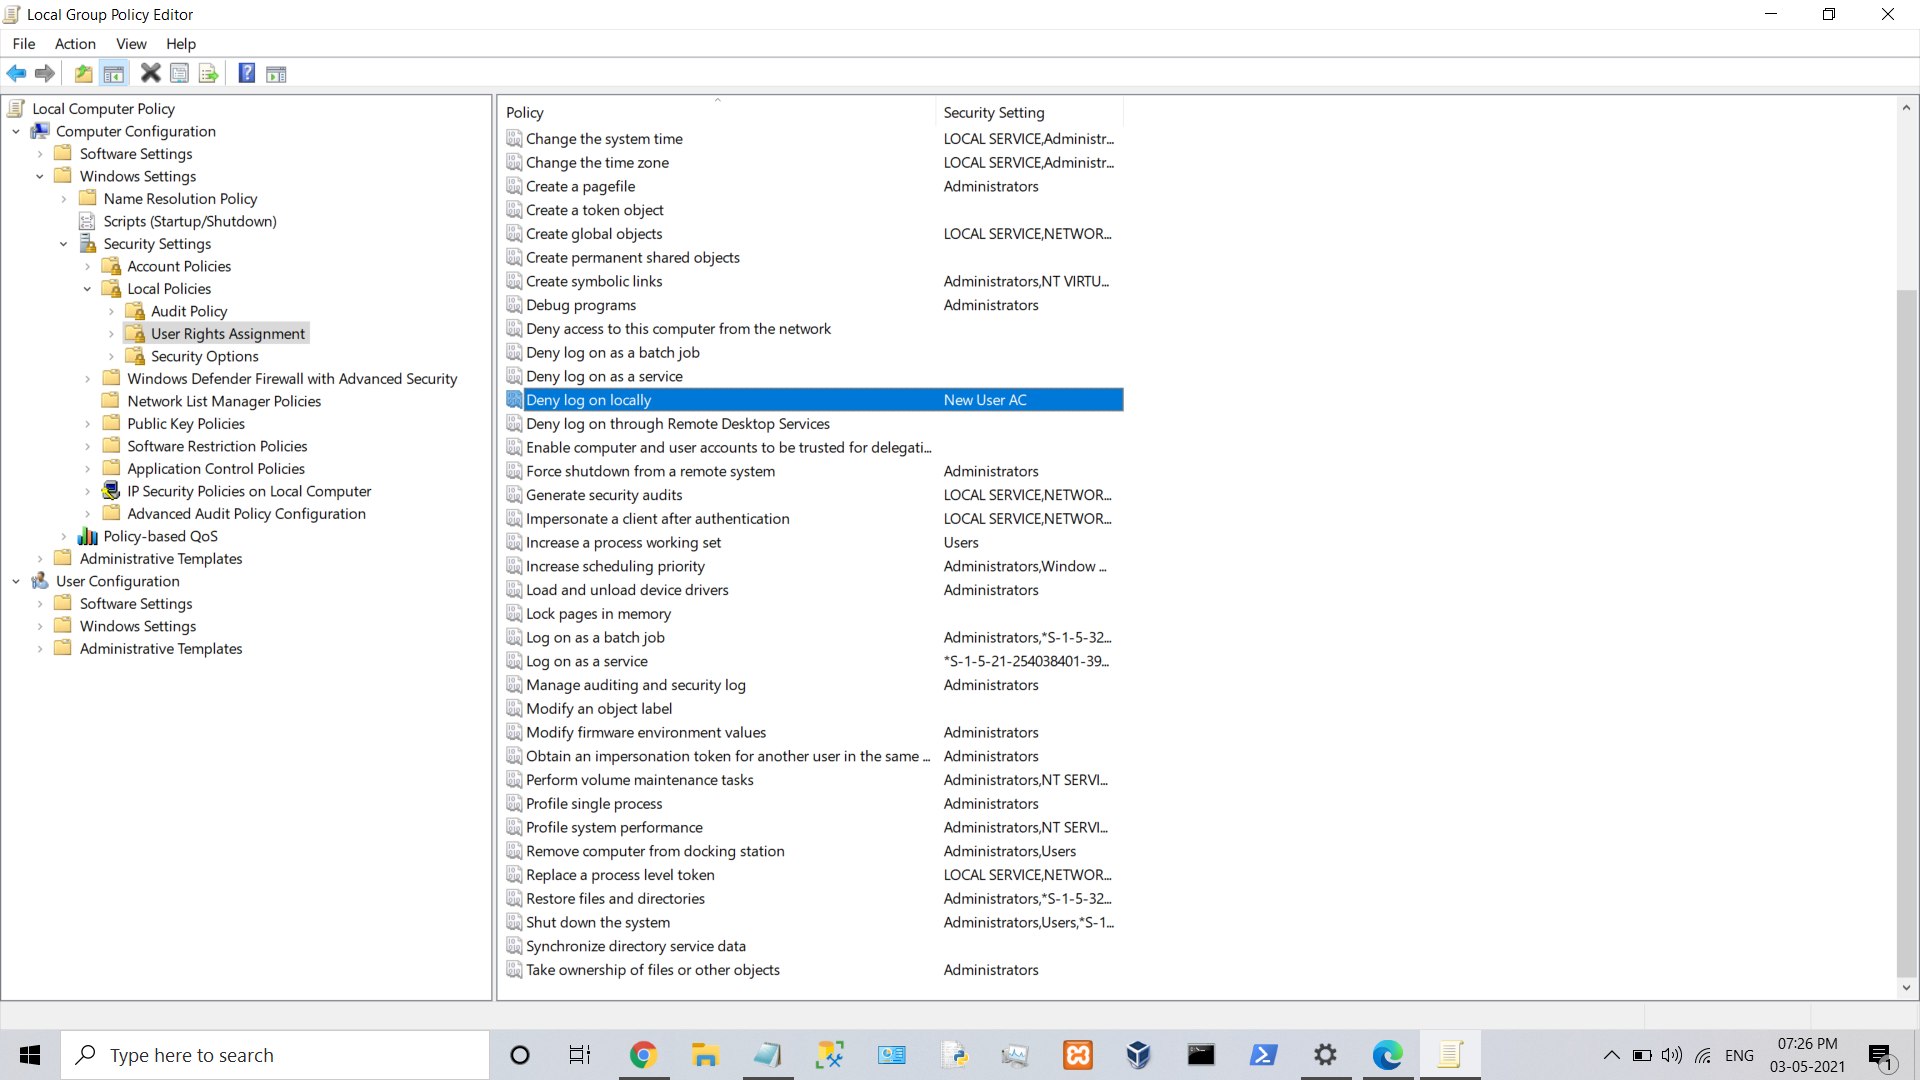 Local Group Policy Editor
File Action View Help
Local Computer Policy
Computer Configuration
Software Settings
Windows Settings
Name Resolution Policy
Scripts (Startup/Shutdown)
Security Settings
Account Policies
Local Policies
Audit Policy
User Rights Assignment
Security Options
Windows Defender Firewall with Advanced Security
Network List Manager Policies
Public Key Policies
Software Restriction Policies
Application Control Policies
IP Security Policies on Local Computer
Advanced Audit Policy Configuration
Policy-based QoS
Administrative Templates
User Configuration
Software Settings
Windows Settings
Administrative Templates
Policy Security Setting
Change the system time LOCAL SERVICE,Administr...
Change the time zone LOCAL SERVICE,Administr...
Create a pagefile Administrators
Create a token object
Create global objects LOCAL SERVICE,NETWOR...
Create permanent shared objects
Create symbolic links Administrators,NT VIRTU...
Debug programs Administrators
Deny access to this computer from the network
Deny log on as a batch job
Deny log on as a service
Deny log on locally New User AC
Deny log on through Remote Desktop Services
Enable computer and user accounts to be trusted for delegati...
Force shutdown from a remote system Administrators
Generate security audits LOCAL SERVICE,NETWOR...
Impersonate a client after authentication LOCAL SERVICE,NETWOR...
Increase a process working set Users
Increase scheduling priority Administrators,Window ...
Load and unload device drivers Administrators
Lock pages in memory
Log on as a batch job Administrators,*S-1-5-32...
Log on as a service *S-1-5-21-254038401-39...
Manage auditing and security log Administrators
Modify an object label
Modify firmware environment values Administrators
Obtain an impersonation token for another user in the same ... Administrators
Perform volume maintenance tasks Administrators,NT SERVI...
Profile single process Administrators
Profile system performance Administrators,NT SERVI...
Remove computer from docking station Administrators,Users
Replace a process level token LOCAL SERVICE,NETWOR...
Restore files and directories Administrators,*S-1-5-32...
Shut down the system Administrators,Users,*S-1...
Synchronize directory service data
Take ownership of files or other objects Administrators
Type here to search
ENG
07:26 PM
03-05-2021
1